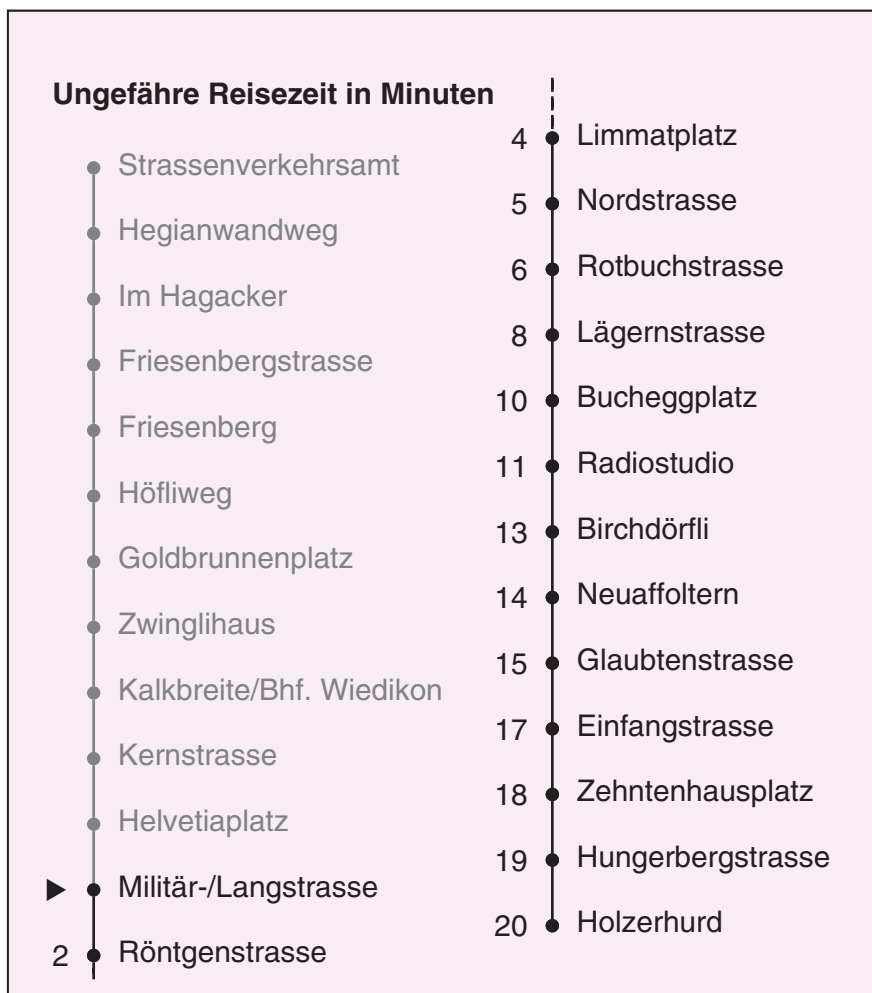 Ungefähre Reisezeit in Minuten
Strassenverkehrsamt
Hegianwandweg
Im Hagacker
Friesenbergstrasse
Friesenberg
Höfliweg
Goldbrunnenplatz
Zwinglihaus
Kalkbreite/Bhf. Wiedikon
Kernstrasse
Helvetiaplatz
Militär-/Langstrasse
2 Röntgenstrasse
4 Limmatplatz
5 Nordstrasse
6 Rotbuchstrasse
8 Lägernstrasse
10 Bucheggplatz
11 Radiostudio
13 Birchdörfli
14 Neuaffoltern
15 Glaubtenstrasse
17 Einfangstrasse
18 Zehntenhausplatz
19 Hungerbergstrasse
20 Holzerhurd